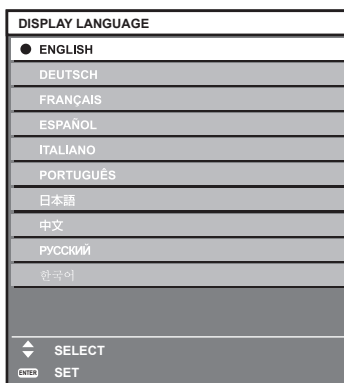 DISPLAY LANGUAGE
ENGLISH
DEUTSCH
FRANÇAIS
ESPAÑOL
ITALIANO
PORTUGUÊS
日本語
中文
РУССКИЙ
한국어
SELECT
ENTER SET